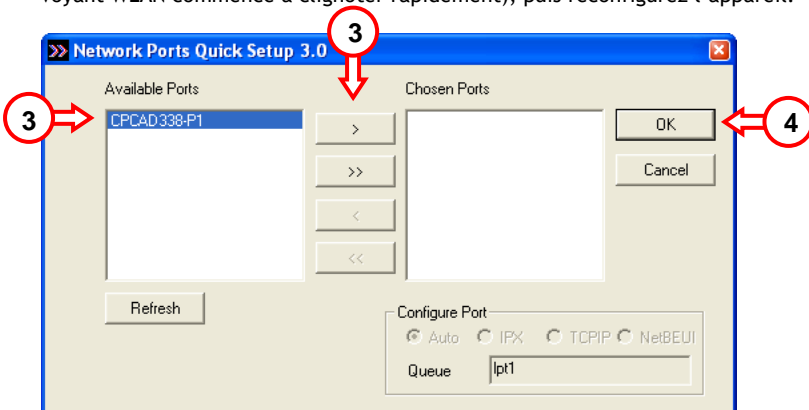 voyant WLAN commence à clignoter rapidement), puis reconfigurez l'appareil.
3
Network Ports Quick Setup 3.0
Available Ports
Chosen Ports
3
CPCAD338-P1
>
OK
4
>>
Cancel
<
<<
Refresh
Configure Port
Auto IPX TCPIP NetBEUI
Queue lpt1